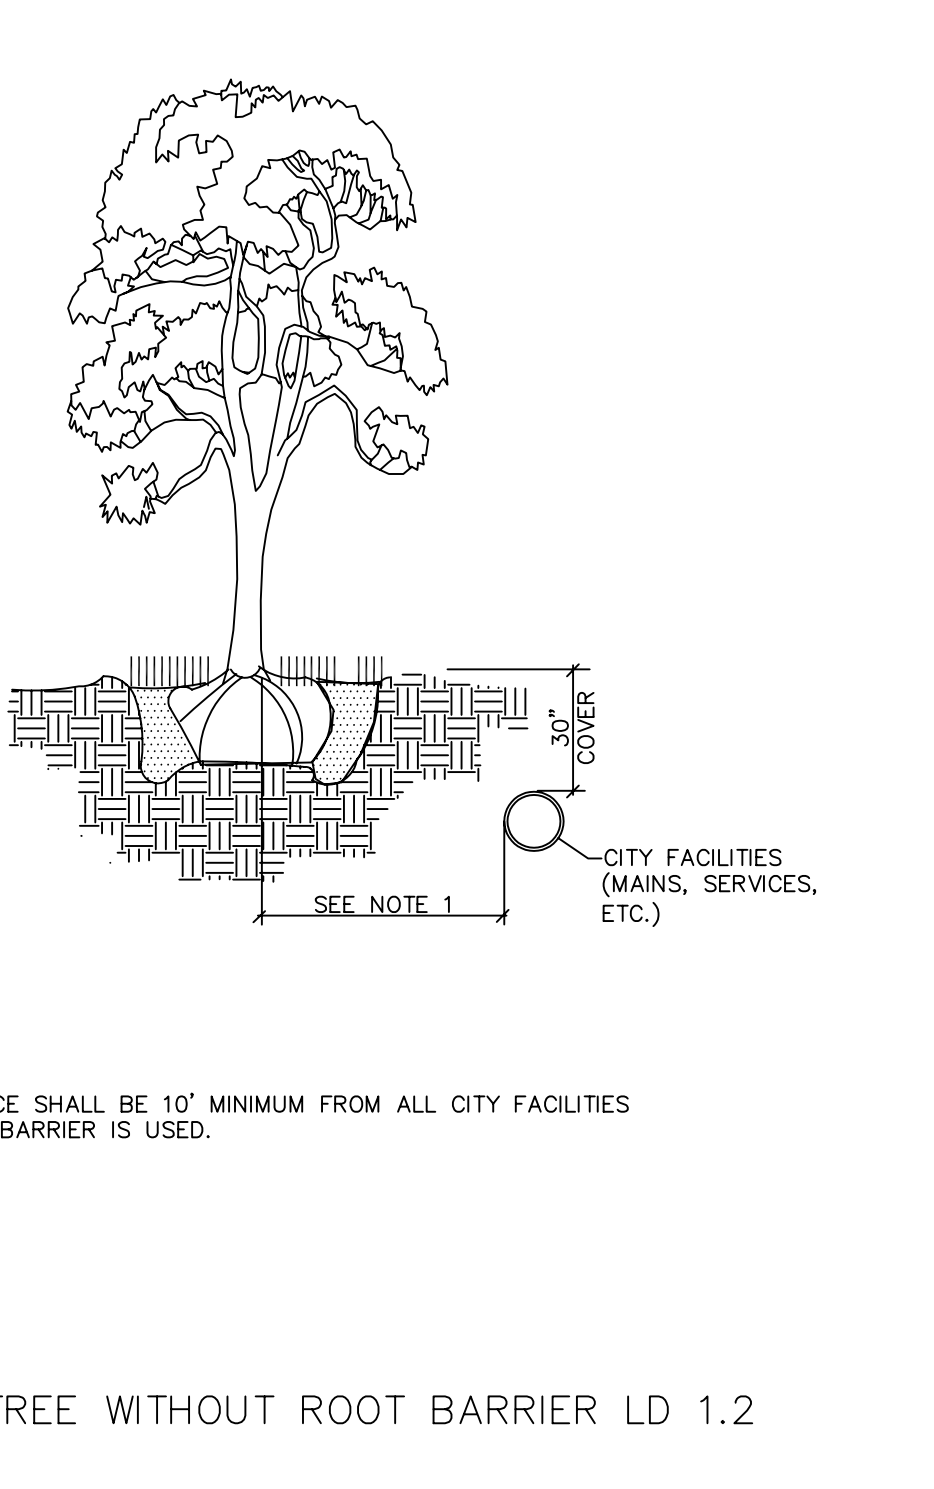 30"
COVER
CITY FACILITIES
(MAINS, SERVICES,
ETC.)
SEE NOTE 1
CE SHALL BE 10' MINIMUM FROM ALL CITY FACILITIES
BARRIER IS USED.
TREE WITHOUT ROOT BARRIER LD 1.2